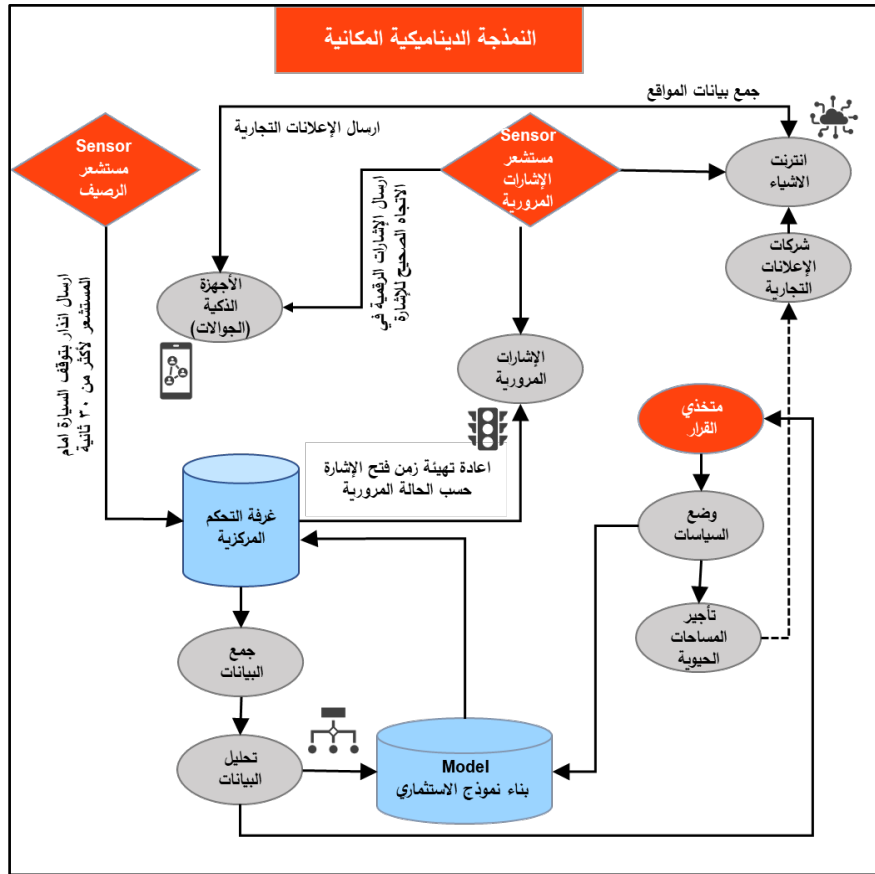 النمذجة الديناميكية المكانية
جمع بيانات المواقع
ارسال الإعلانات التجارية
Sensor
مستشعر
الإشارات
المرورية
Sensor
مستشعر
الرصيف
انترنت
الاشياء
شركات
الإعلانات
التجارية
ارسال الإشارات الرقمية في
الاتجاه الصحيح للإشارة
الأجهزة
الذكية
(الجوالات)
ارسال انذار بتوقف السيارة امام
المستشعر لأكثر من ٣٠ ثانية
الإشارات
المرورية
متخذي
القرار
اعادة تهيئة زمن فتح الإشارة
حسب الحالة المرورية
غرفة التحكم
المركزية
وضع
السياسات
تأجير
المساحات
الحيوية
جمع
البيانات
تحليل
البيانات
Model
بناء نموذج الاستثماري